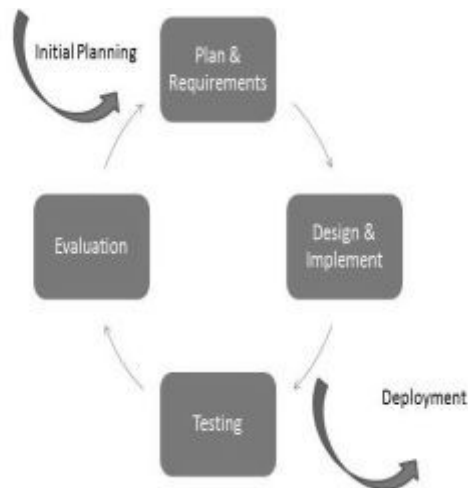 Initial Planning
Plan &
Requirements
Evaluation
Design &
Implement
Testing
Deployment